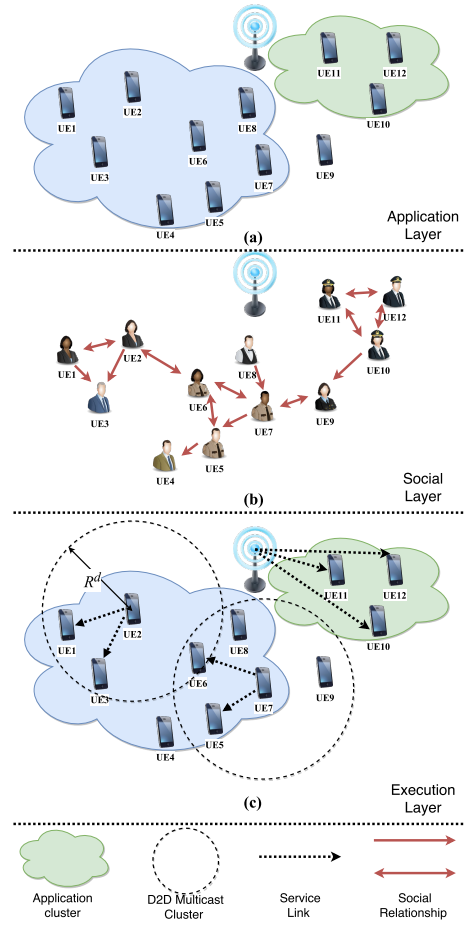 UE11 UE12
UE2
UE1 UE8 UE10
UE6 UE9
UE3 UE7
UE4 UE5
(a)
Application
Layer
UE11 UE12
UE1 UE2 UE8 UE10
UE3 UE6
UE7 UE9
UE4 UE5
(b)
Social
Layer
R^d
UE11 UE12
UE2
UE1 UE8 UE10
UE3 UE6 UE9
UE7
UE4 UE5
(c)
Execution
Layer
Application
cluster
D2D Multicast
Cluster
Service
Link
Social
Relationship